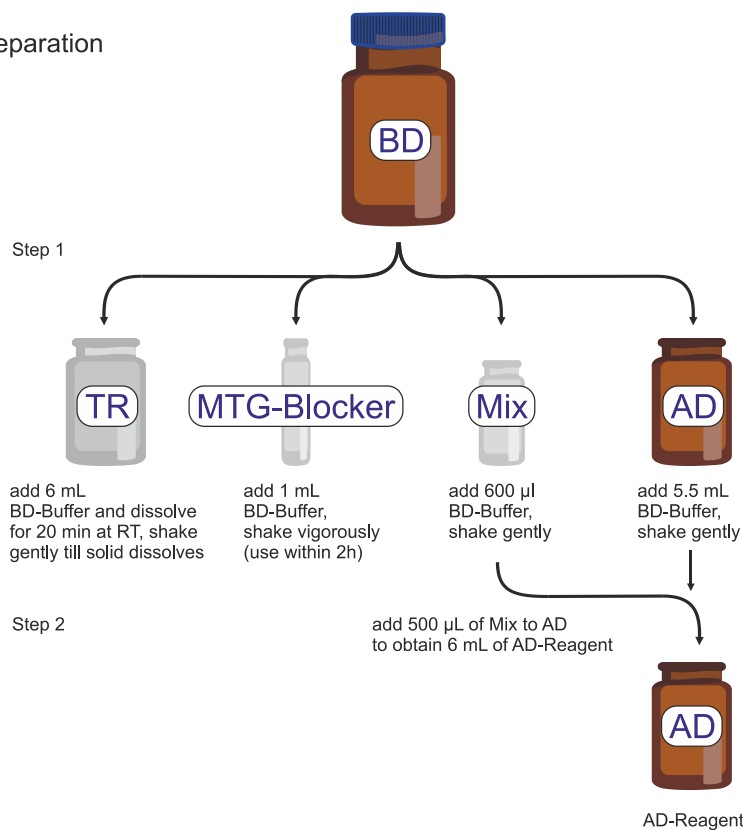 eparation
BD
Step 1
TR
MTG-Blocker
Mix
AD
add 6 mL
BD-Buffer and dissolve
for 20 min at RT, shake
gently till solid dissolves
add 1 mL
BD-Buffer,
shake vigorously
(use within 2h)
add 600 µl
BD-Buffer,
shake gently
add 5.5 mL
BD-Buffer,
shake gently
Step 2
add 500 µL of Mix to AD
to obtain 6 mL of AD-Reagent
AD
AD-Reagent